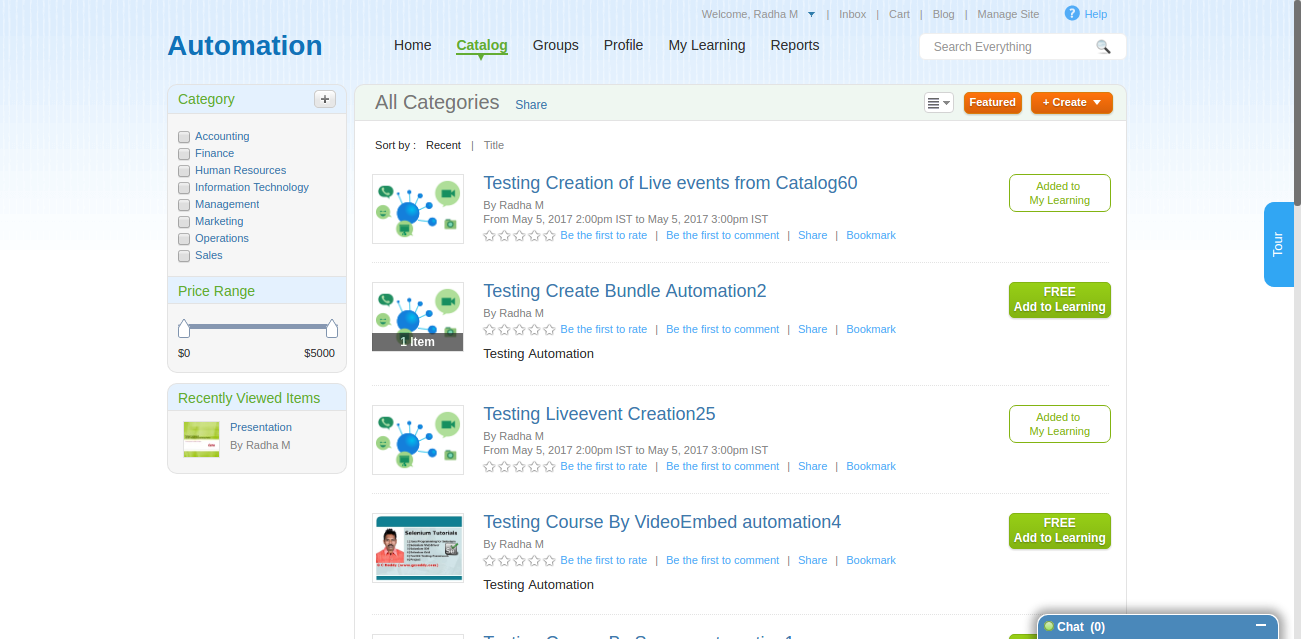 Welcome, Radha M | Inbox | Cart | Blog | Manage Site ? Help
Automation
Home Catalog Groups Profile My Learning Reports
Search Everything
Category +
Accounting
Finance
Human Resources
Information Technology
Management
Marketing
Operations
Sales
Price Range
$0 $5000
Recently Viewed Items
Presentation
By Radha M
All Categories Share
Featured + Create
Sort by : Recent | Title
Testing Creation of Live events from Catalog60
By Radha M
From May 5, 2017 2:00pm IST to May 5, 2017 3:00pm IST
Be the first to rate | Be the first to comment | Share | Bookmark
Added to
My Learning
Testing Create Bundle Automation2
By Radha M
Be the first to rate | Be the first to comment | Share | Bookmark
Testing Automation
1 Item
FREE
Add to Learning
Testing Liveevent Creation25
By Radha M
From May 5, 2017 2:00pm IST to May 5, 2017 3:00pm IST
Be the first to rate | Be the first to comment | Share | Bookmark
Added to
My Learning
Selenium Tutorials
Testing Course By VideoEmbed automation4
By Radha M
Be the first to rate | Be the first to comment | Share | Bookmark
Testing Automation
FREE
Add to Learning
Tour
Chat (0)